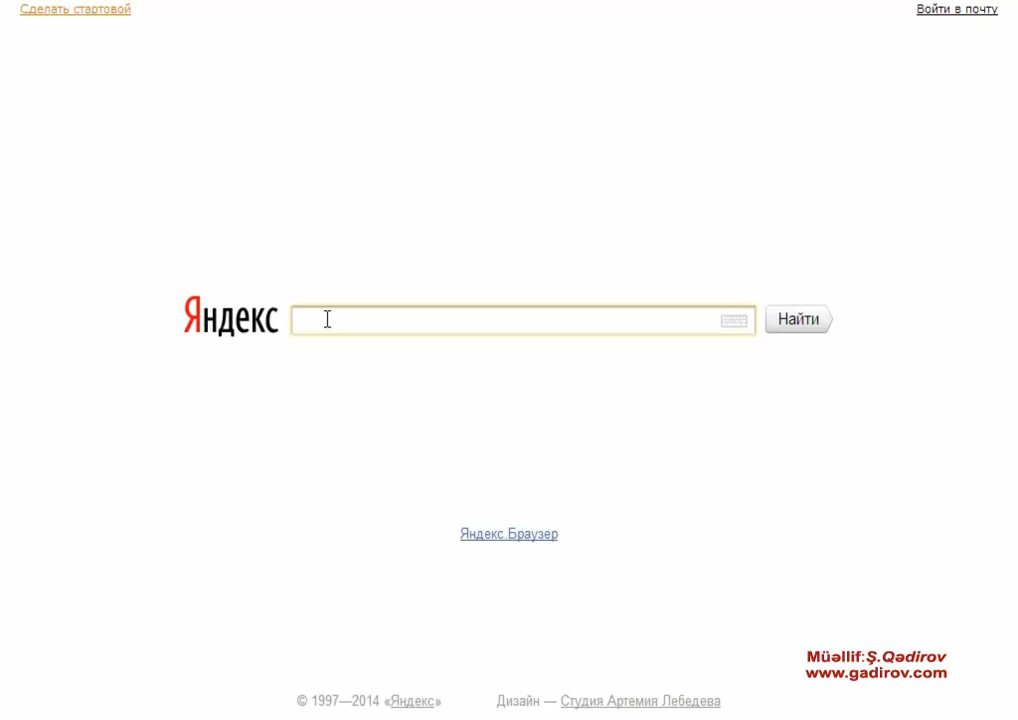 Сделать стартовой
Войти в почту
Яндекс
Найти
Яндекс.Браузер
Müəllif:Ş.Qədirov
www.gadirov.com
© 1997—2014 «Яндекс»
Дизайн — Студия Артемия Лебедева